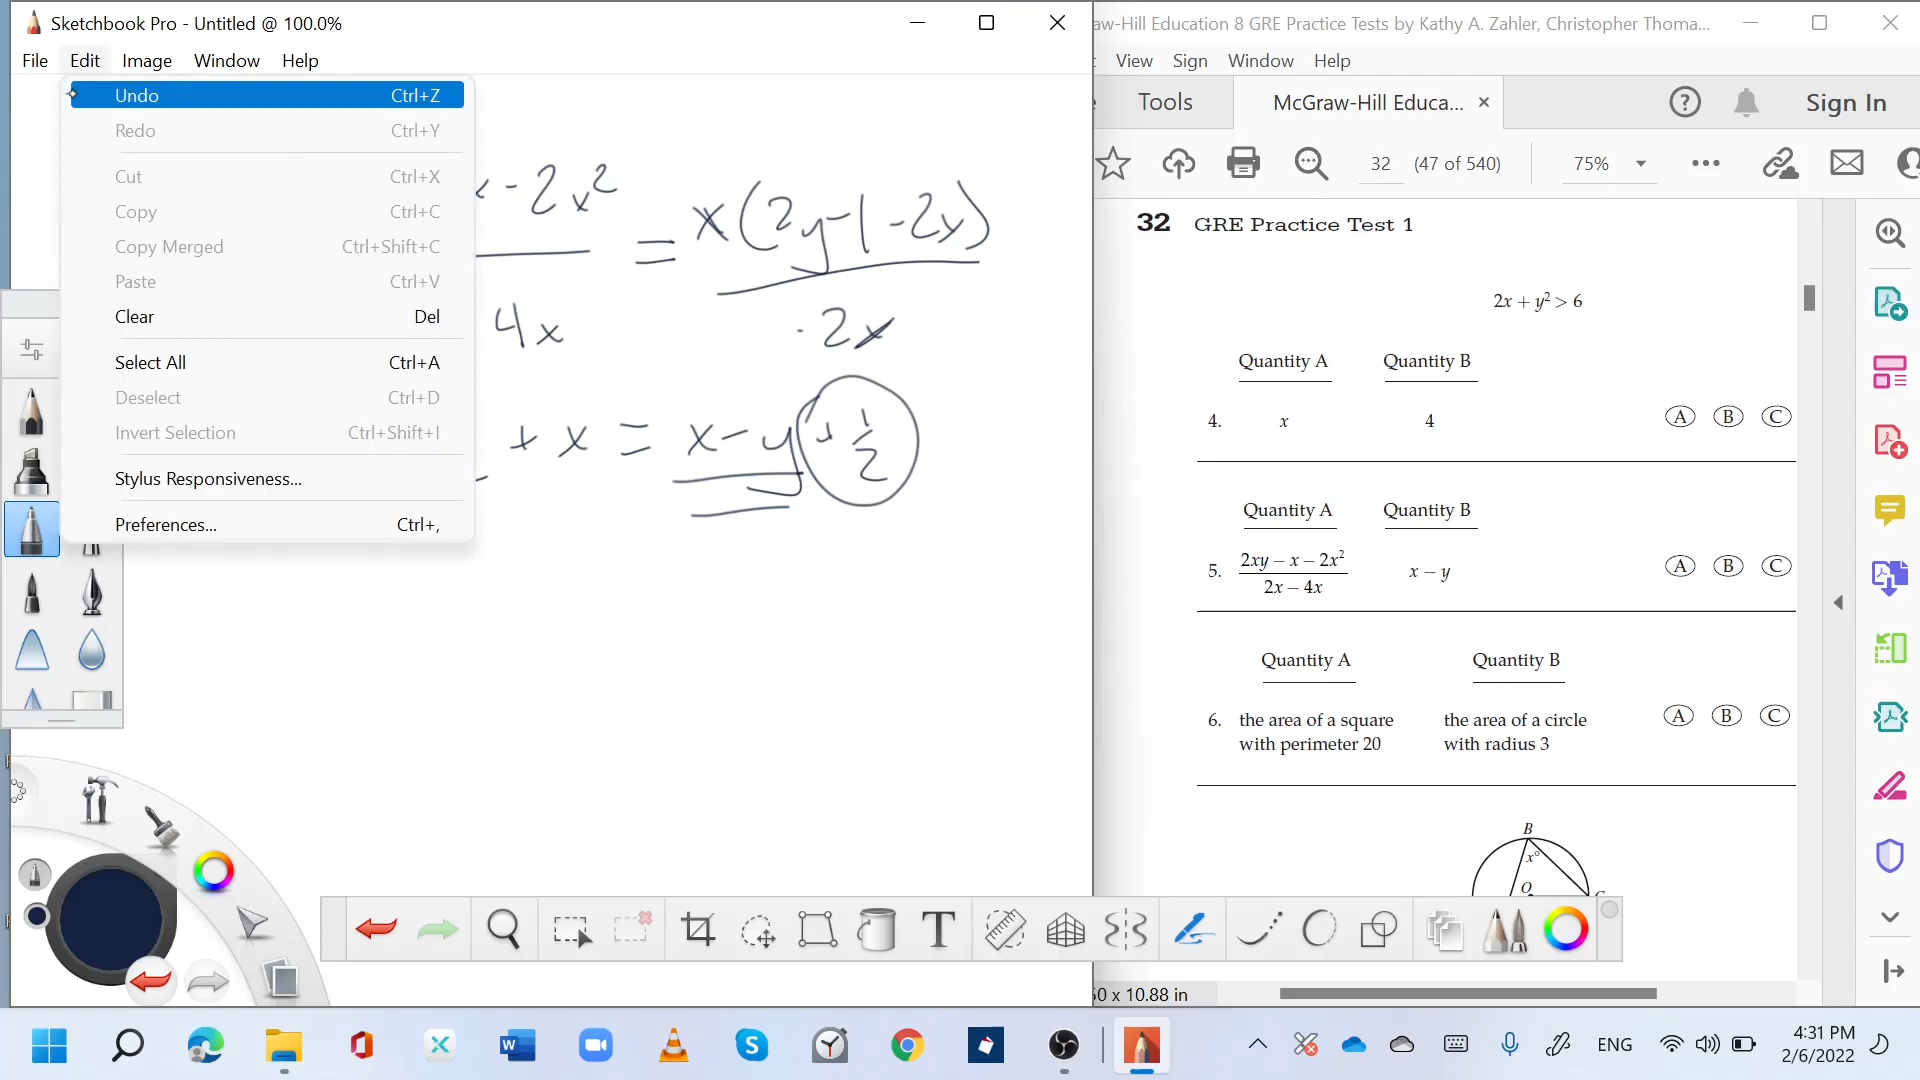 Sketchbook Pro - Untitled @ 100.0%
File Edit Image Window Help
Undo Ctrl+Z
Redo Ctrl+Y
Cut Ctrl+X
Copy Ctrl+C
Copy Merged Ctrl+Shift+C
Paste Ctrl+V
Clear Del
Select All Ctrl+A
Deselect Ctrl+D
Invert Selection Ctrl+Shift+I
Stylus Responsiveness...
Preferences... Ctrl+,
- 2x² = x(2y-1-2y)
4x -2x
+ x = x - y + 1/2
T
aw-Hill Education 8 GRE Practice Tests by Kathy A. Zahler, Christopher Thoma...
View Sign Window Help
Tools McGraw-Hill Educa... × Sign In
32 (47 of 540) 75%
32 GRE Practice Test 1
2x + y² > 6
Quantity A Quantity B
4. x 4 A B C
Quantity A Quantity B
5. (2xy – x – 2x²)/(2x – 4x) x – y A B C
Quantity A Quantity B
6. the area of a square the area of a circle A B C
with perimeter 20 with radius 3
B
x°
O
50 x 10.88 in
ENG 4:31 PM
2/6/2022